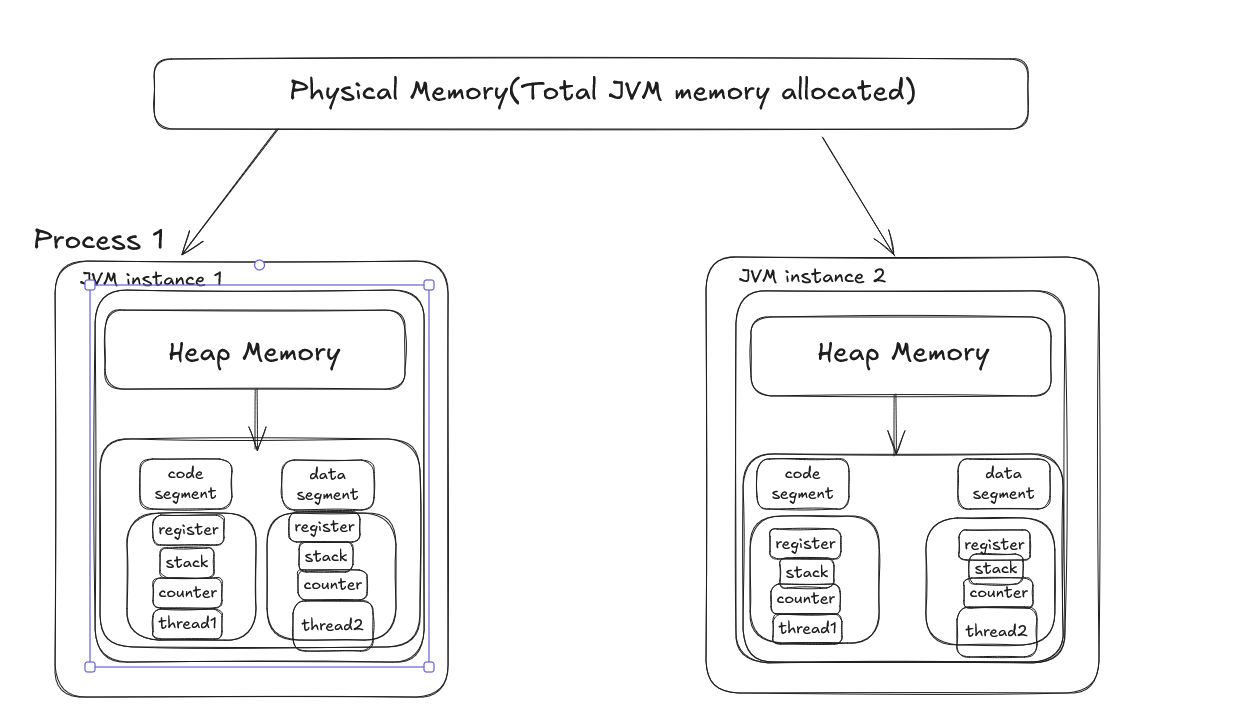 Physical Memory(Total JVM memory allocated)
Process 1
JVM instance 1
Heap Memory
code
segment
data
segment
register
stack
counter
thread1
register
stack
counter
thread2
JVM instance 2
Heap Memory
code
segment
data
segment
register
stack
counter
thread1
register
stack
counter
thread2